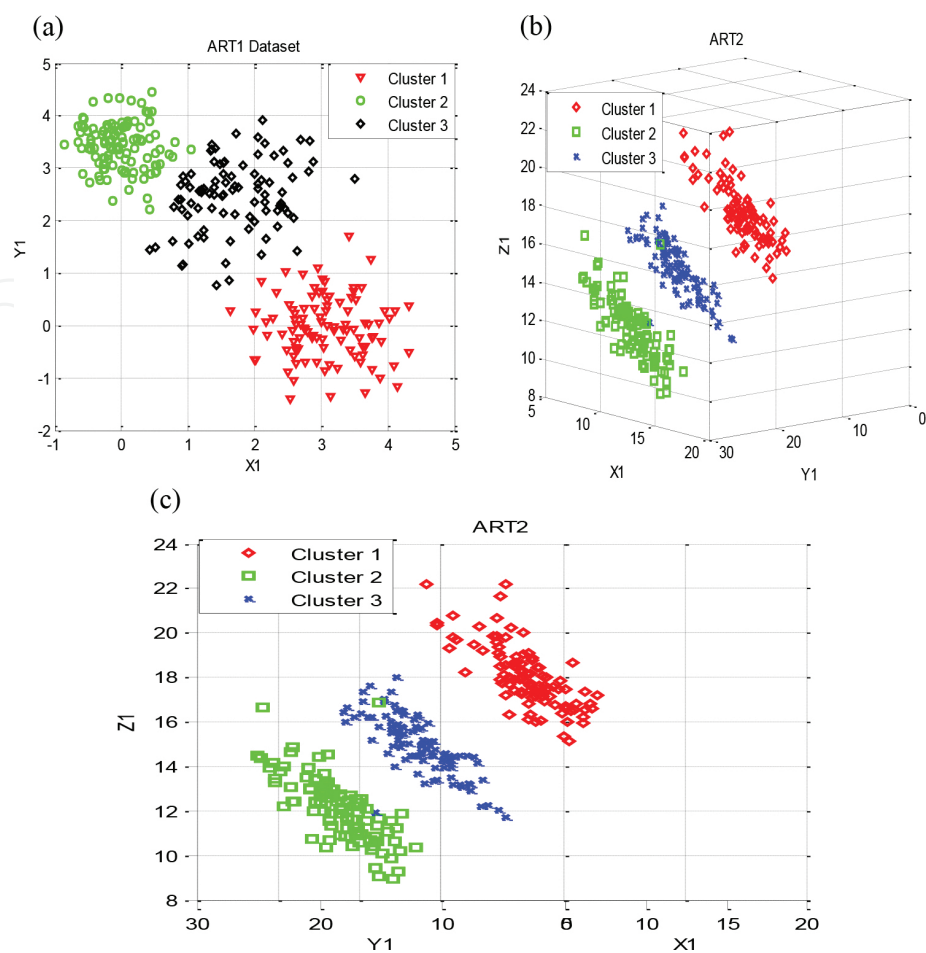 (a)
ART1 Dataset
Cluster 1
Cluster 2
Cluster 3
5
4
3
2
1
0
-1
-2
Y1
-1 0 1 2 3 4 5
X1
(b)
ART2
Cluster 1
Cluster 2
Cluster 3
24
22
20
18
16
14
12
10
8
Z1
5 10 15 20
X1
30 20 10 0
Y1
(c)
ART2
Cluster 1
Cluster 2
Cluster 3
24
22
20
18
16
14
12
10
8
Z1
30 20 10 10 15 20
Y1 X1